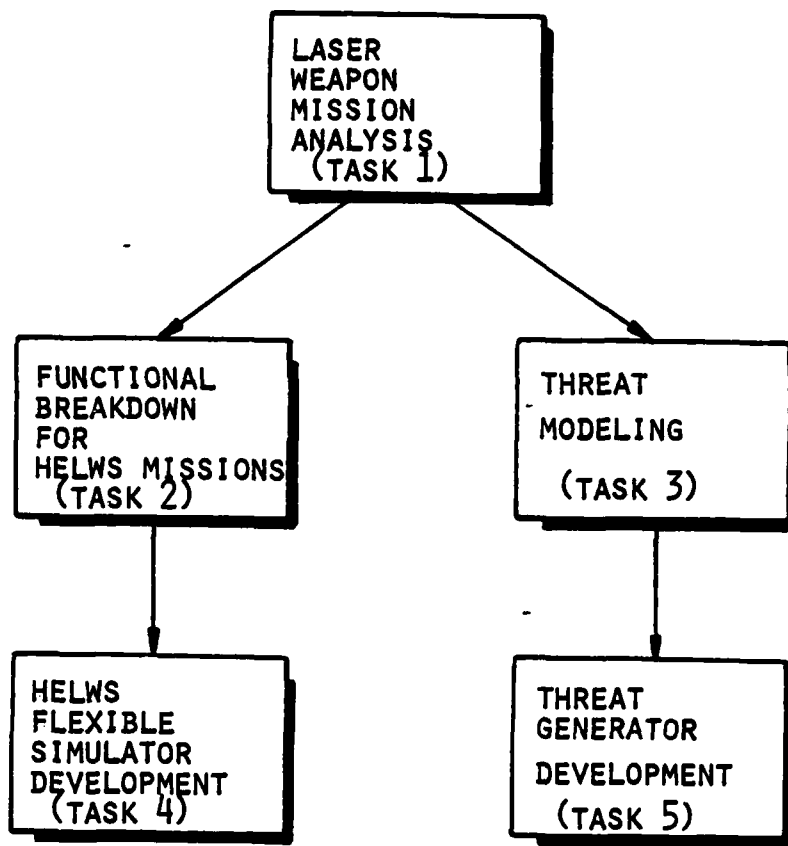 LASER
WEAPON
MISSION
ANALYSIS
(TASK 1)
FUNCTIONAL
BREAKDOWN
FOR
HELWS MISSIONS
(TASK 2)
THREAT
MODELING
(TASK 3)
HELWS
FLEXIBLE
SIMULATOR
DEVELOPMENT
(TASK 4)
THREAT
GENERATOR
DEVELOPMENT
(TASK 5)